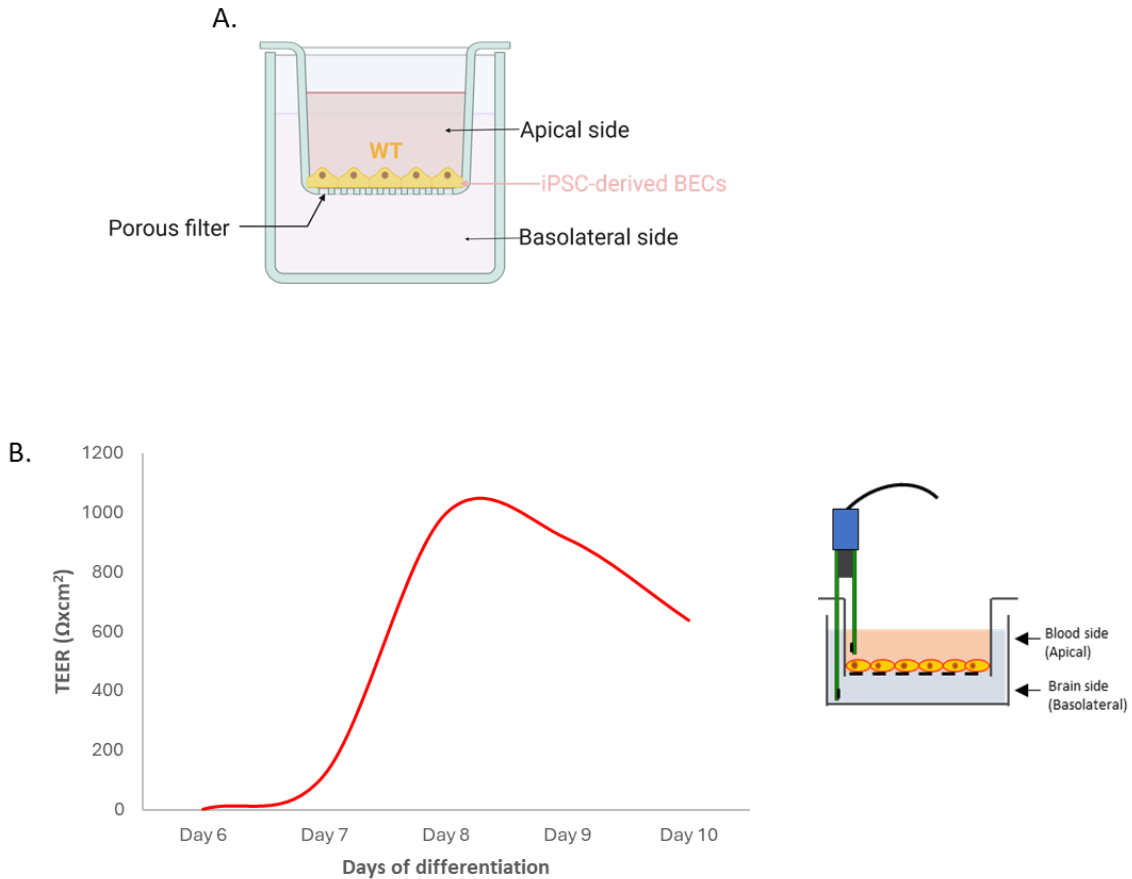 A.
Apical side
WT
iPSC-derived BECs
Porous filter
Basolateral side
B.
1200
1000
800
600
400
200
0
TEER (Ωxcm²)
Day 6 Day 7 Day 8 Day 9 Day 10
Days of differentiation
Blood side
(Apical)
Brain side
(Basolateral)